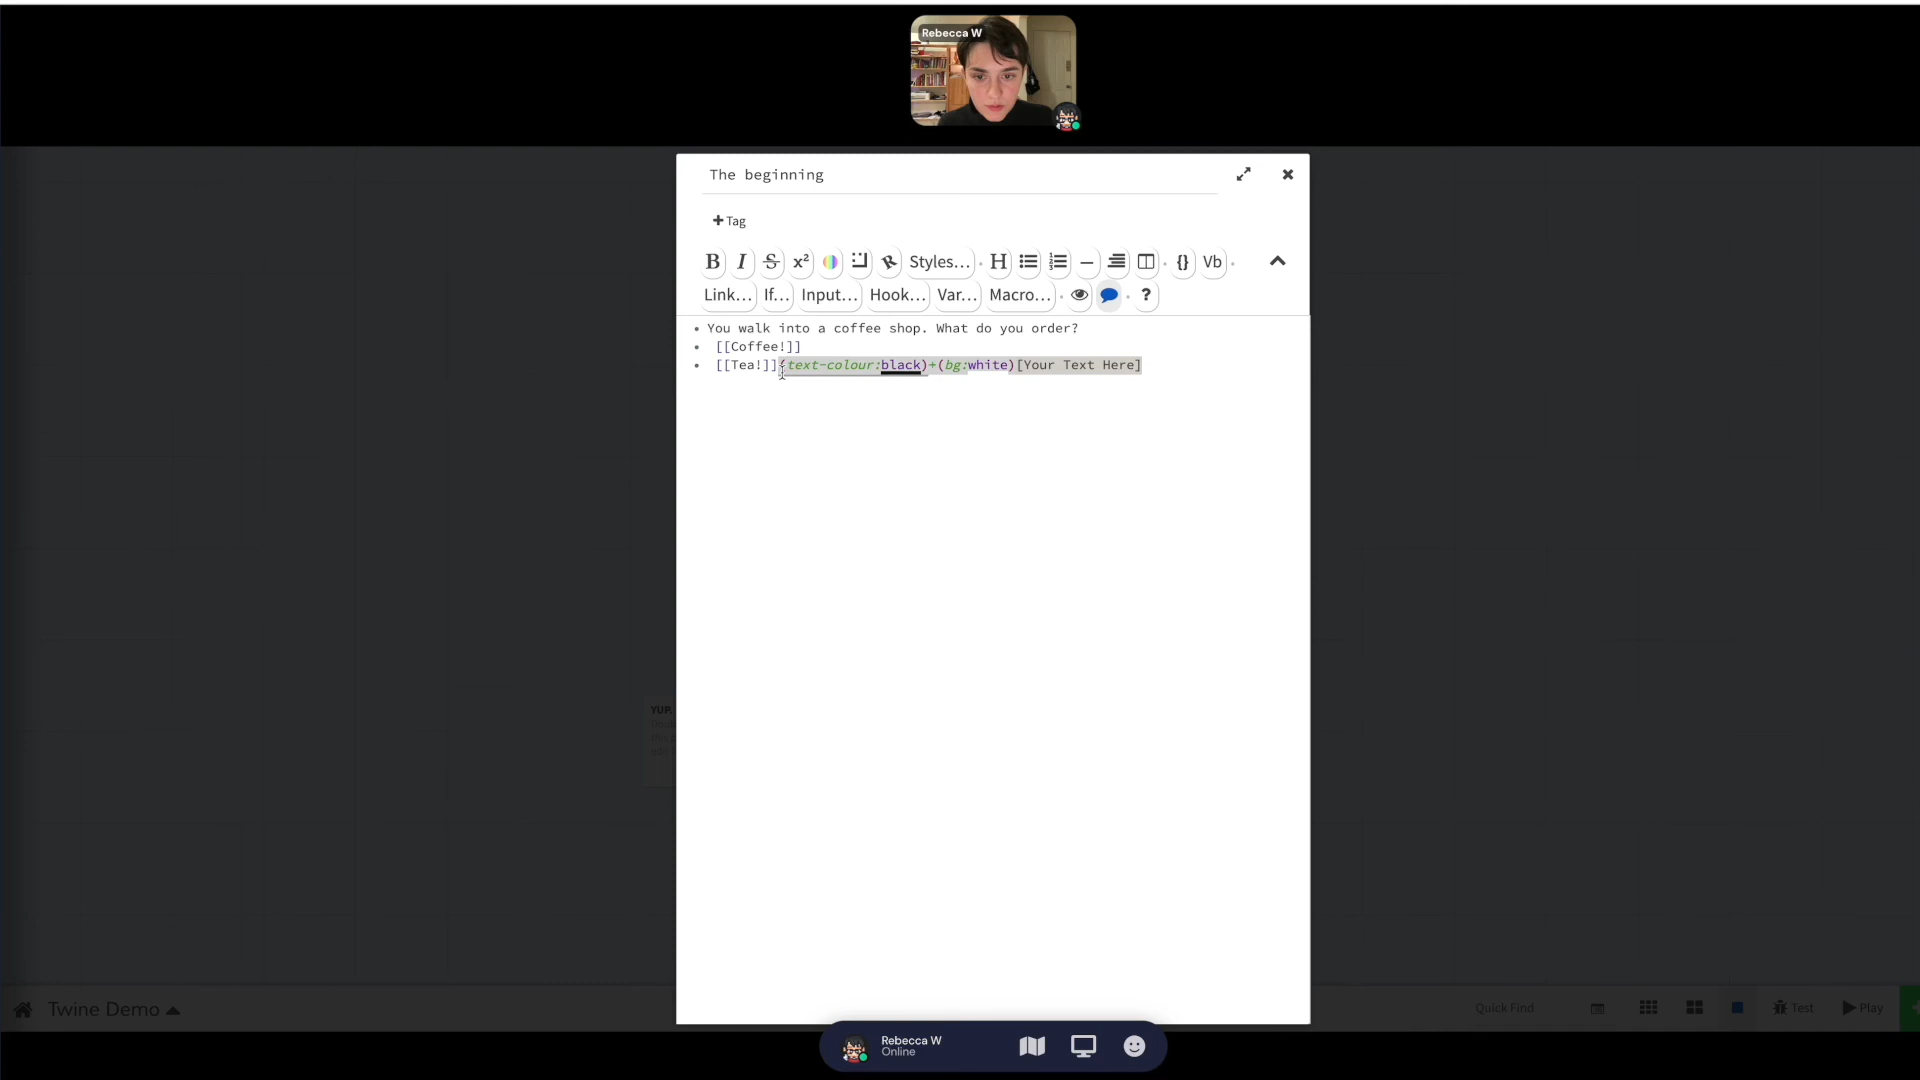 Rebecca W
The beginning
+ Tag
B I S x² Styles... H {} Vb
Link... If... Input... Hook... Var... Macro... ?
You walk into a coffee shop. What do you order?
[[Coffee!]]
[[Tea!]](text-colour:black)+(bg:white)[Your Text Here]
YUP.
Twine Demo
Quick Find
Test
Play
Rebecca W
Online